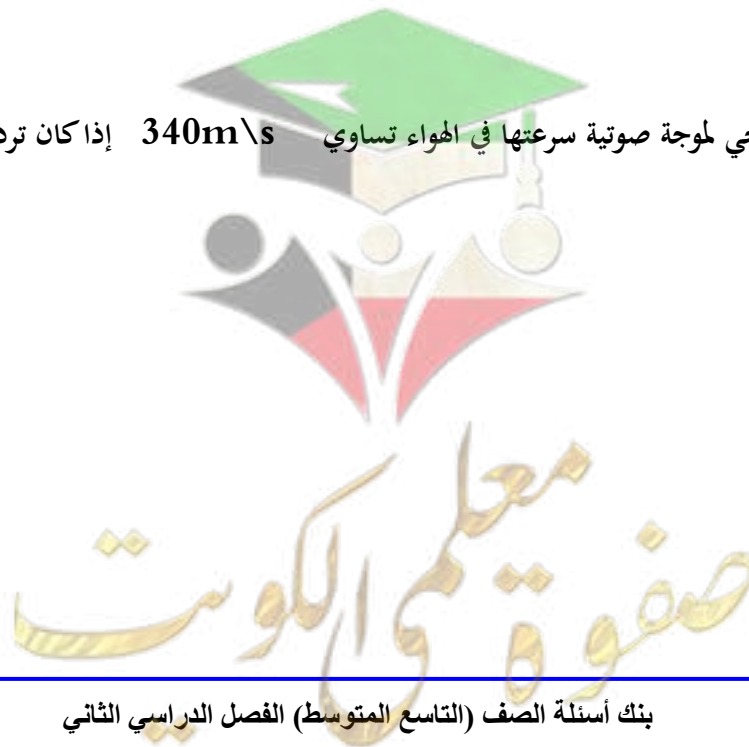 لموجة صوتية سرعتها في الهواء تساوي 340m\s إذا كان
صفوة معلمي الكويت
بنك أسئلة الصف (التاسع المتوسط) الفصل الدراسي الثاني